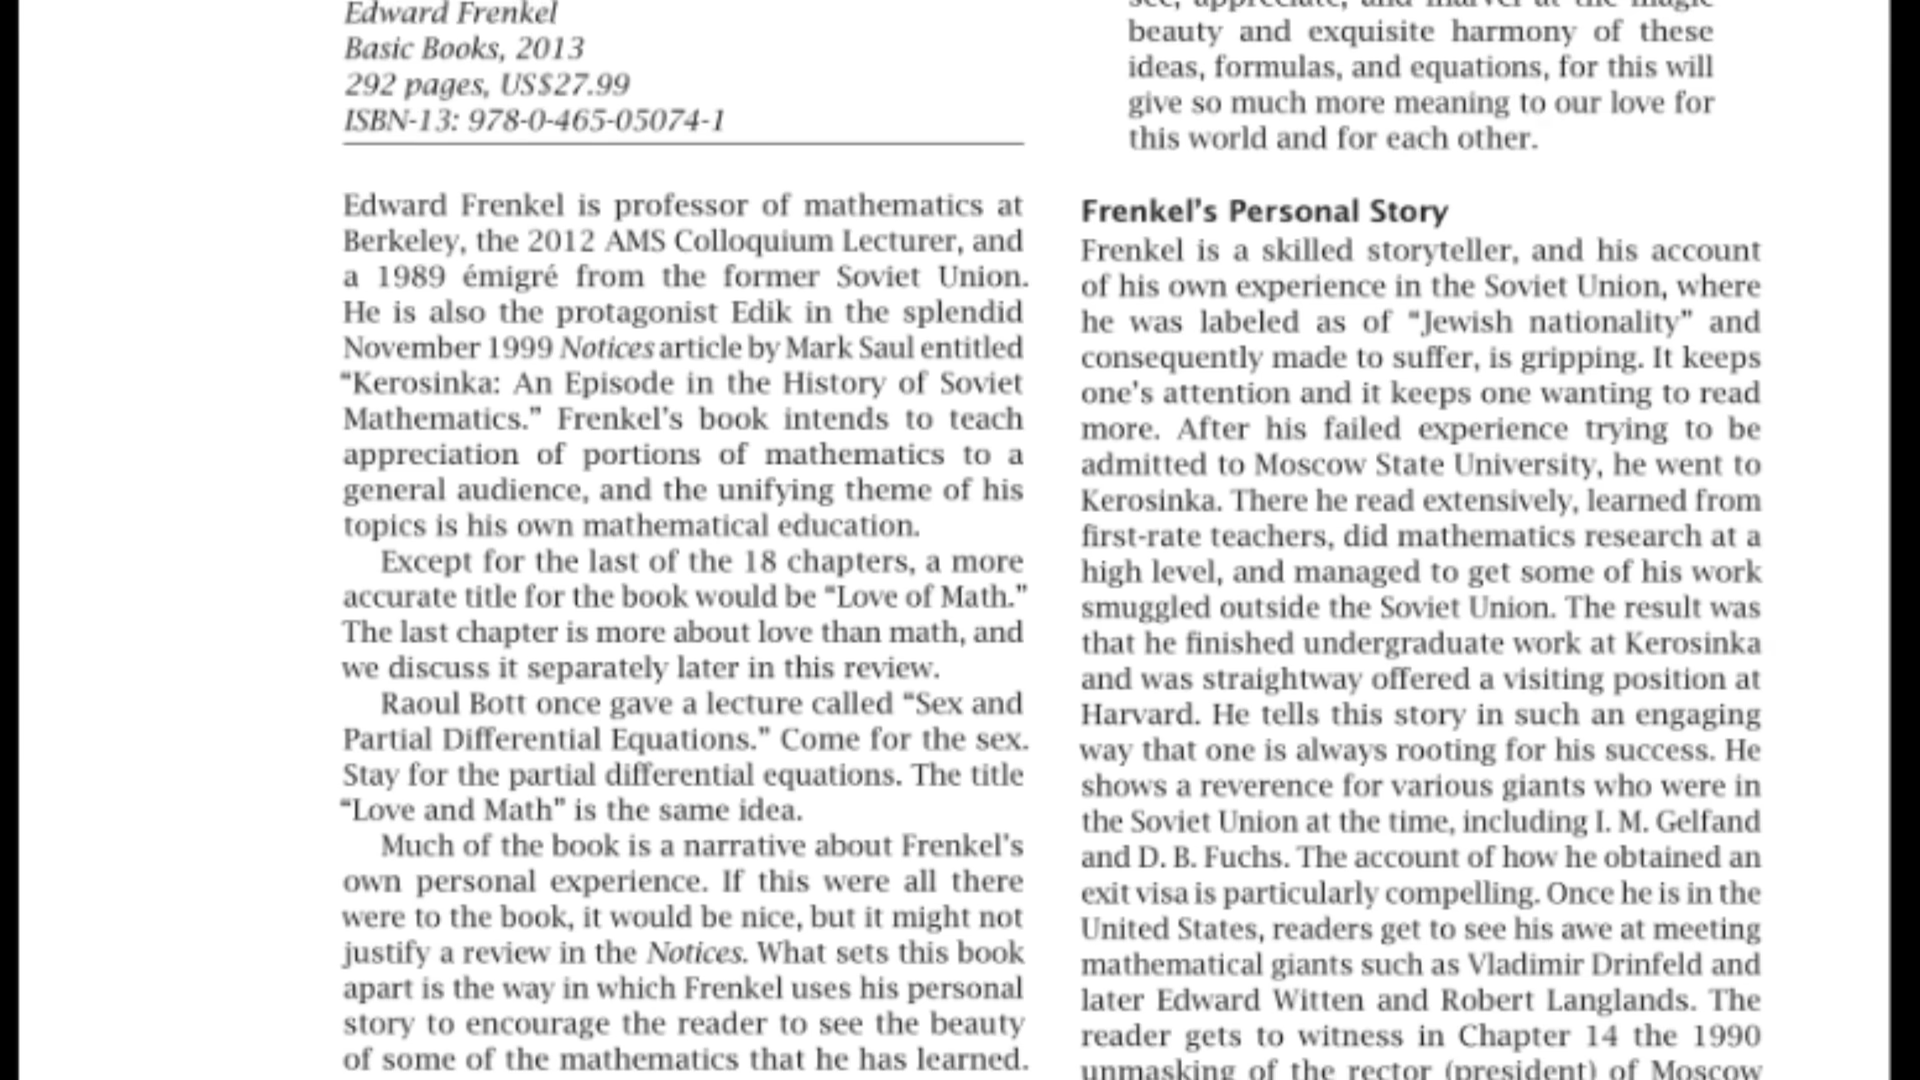 Edward Frenkel
Basic Books, 2013
292 pages, US$27.99
ISBN-13: 978-0-465-05074-1
Edward Frenkel is professor of mathematics at
Berkeley, the 2012 AMS Colloquium Lecturer, and
a 1989 émigré from the former Soviet Union.
He is also the protagonist Edik in the splendid
November 1999 Notices article by Mark Saul entitled
“Kerosinka: An Episode in the History of Soviet
Mathematics.” Frenkel’s book intends to teach
appreciation of portions of mathematics to a
general audience, and the unifying theme of his
topics is his own mathematical education.
Except for the last of the 18 chapters, a more
accurate title for the book would be “Love of Math.”
The last chapter is more about love than math, and
we discuss it separately later in this review.
Raoul Bott once gave a lecture called “Sex and
Partial Differential Equations.” Come for the sex.
Stay for the partial differential equations. The title
“Love and Math” is the same idea.
Much of the book is a narrative about Frenkel’s
own personal experience. If this were all there
were to the book, it would be nice, but it might not
justify a review in the Notices. What sets this book
apart is the way in which Frenkel uses his personal
story to encourage the reader to see the beauty
of some of the mathematics that he has learned.
see, appreciate, and marvel at the magic
beauty and exquisite harmony of these
ideas, formulas, and equations, for this will
give so much more meaning to our love for
this world and for each other.
Frenkel’s Personal Story
Frenkel is a skilled storyteller, and his account
of his own experience in the Soviet Union, where
he was labeled as of “Jewish nationality” and
consequently made to suffer, is gripping. It keeps
one’s attention and it keeps one wanting to read
more. After his failed experience trying to be
admitted to Moscow State University, he went to
Kerosinka. There he read extensively, learned from
first-rate teachers, did mathematics research at a
high level, and managed to get some of his work
smuggled outside the Soviet Union. The result was
that he finished undergraduate work at Kerosinka
and was straightway offered a visiting position at
Harvard. He tells this story in such an engaging
way that one is always rooting for his success. He
shows a reverence for various giants who were in
the Soviet Union at the time, including I. M. Gelfand
and D. B. Fuchs. The account of how he obtained an
exit visa is particularly compelling. Once he is in the
United States, readers get to see his awe at meeting
mathematical giants such as Vladimir Drinfeld and
later Edward Witten and Robert Langlands. The
reader gets to witness in Chapter 14 the 1990
unmasking of the rector (president) of Moscow